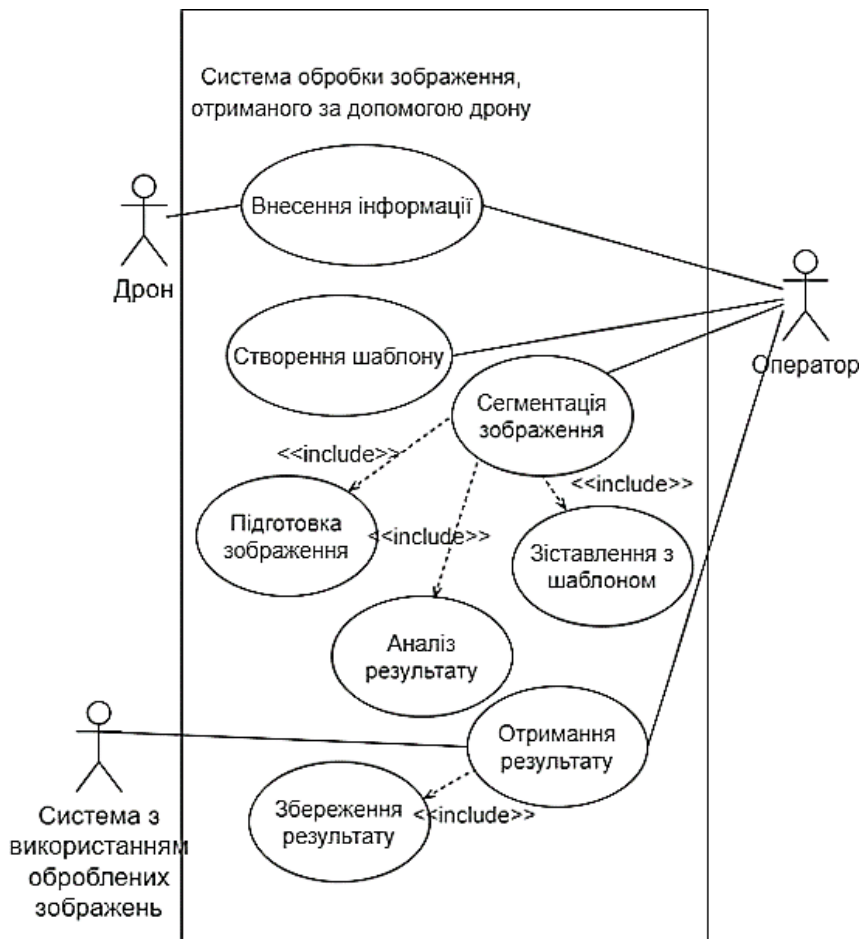 Система обробки зображення,
отриманого за допомогою дрону
Внесення інформації
Дрон
Створення шаблону
Оператор
Сегментація
зображення
<<include>>
<<include>>
Підготовка
зображення
<<include>>
Зіставлення з
шаблоном
Аналіз
результату
Отримання
результату
Збереження
результату
<<include>>
Система з
використанням
оброблених
зображень